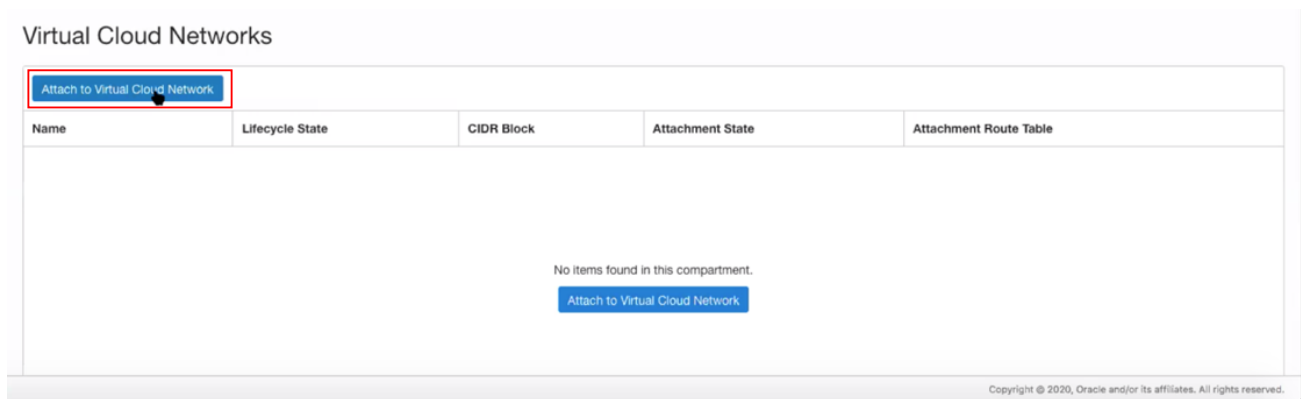 Virtual Cloud Networks
Attach to Virtual Cloud Network
Name Lifecycle State CIDR Block Attachment State Attachment Route Table
No items found in this compartment.
Attach to Virtual Cloud Network
Copyright © 2020, Oracle and/or its affiliates. All rights reserved.